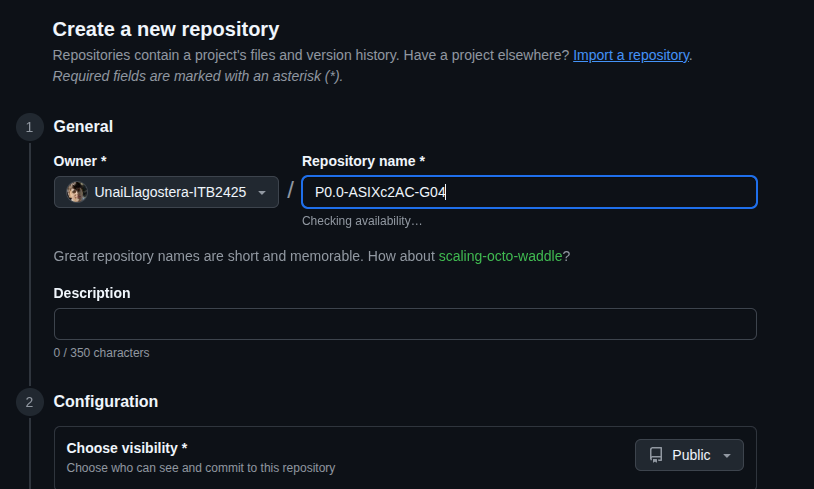 Create a new repository
Repositories contain a project's files and version history. Have a project elsewhere? Import a repository.
Required fields are marked with an asterisk (*).
1 General
Owner * Repository name *
UnaiLlagostera-ITB2425 / P0.0-ASIXc2AC-G04
Checking availability…
Great repository names are short and memorable. How about scaling-octo-waddle?
Description
0 / 350 characters
2 Configuration
Choose visibility *
Public
Choose who can see and commit to this repository